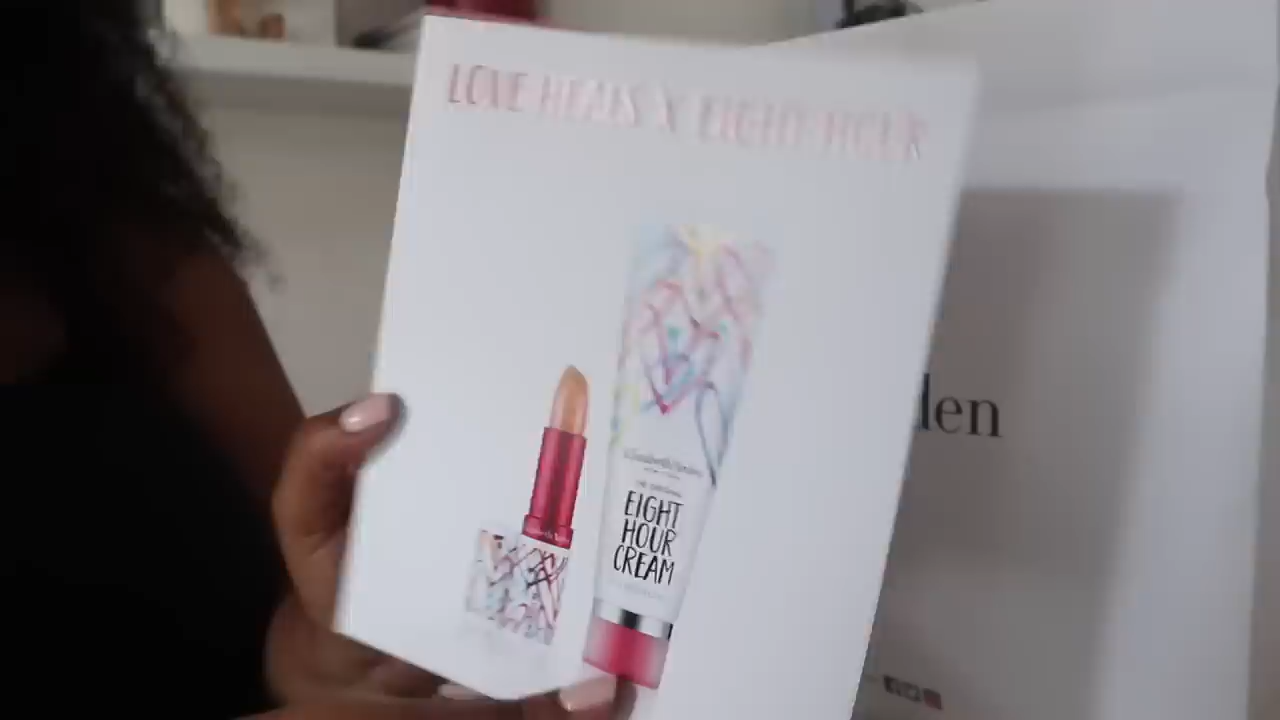 LOVE HEALS X EIGHT HOUR
den
Elizabeth Arden
EIGHT
HOUR
CREAM